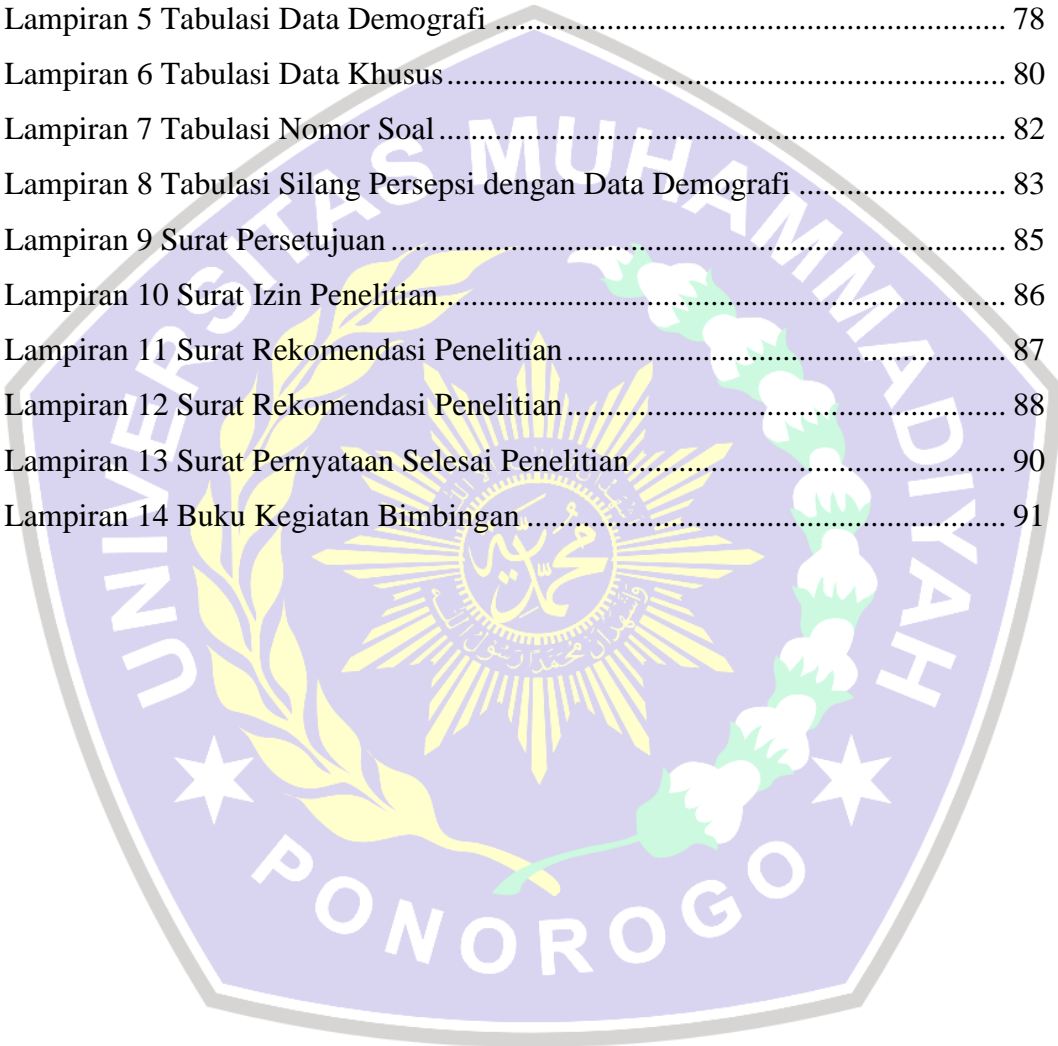 Lampiran 5 Tabulasi Data Demografi ........................................................................ 78
Lampiran 6 Tabulasi Data Khusus ........................................................................ 80
Lampiran 7 Tabulasi Nomor Soal ........................................................................ 82
Lampiran 8 Tabulasi Silang Persepsi dengan Data Demografi ............................... 83
Lampiran 9 Surat Persetujuan ........................................................................ 85
Lampiran 10 Surat Izin Penelitian ........................................................................ 86
Lampiran 11 Surat Rekomendasi Penelitian ............................................................ 87
Lampiran 12 Surat Rekomendasi Penelitian ............................................................ 88
Lampiran 13 Surat Pernyataan Selesai Penelitian ................................................... 90
Lampiran 14 Buku Kegiatan Bimbingan ................................................................ 91
UNIVERSITAS MUHAMMADIYAH
محمدية
PONOROGO